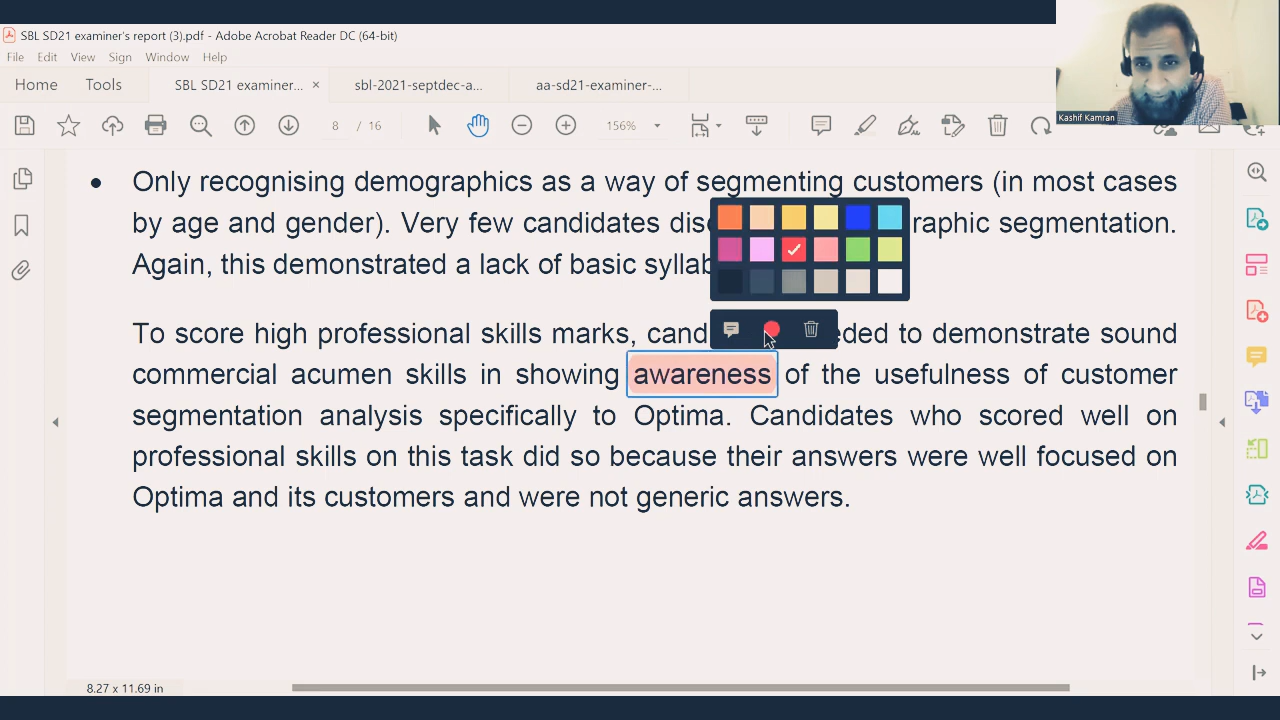 SBL SD21 examiner's report (3).pdf - Adobe Acrobat Reader DC (64-bit)
File Edit View Sign Window Help
Home Tools SBL SD21 examiner... × sbl-2021-septdec-a... aa-sd21-examiner-...
8 / 16 156%
Kashif Kamran
• Only recognising demographics as a way of segmenting customers (in most cases
by age and gender). Very few candidates raphic segmentation.
Again, this demonstrated a lack of basic
To score high professional skills marks, to demonstrate sound
commercial acumen skills in showing awareness of the usefulness of customer
segmentation analysis specifically to Optima. Candidates who scored well on
professional skills on this task did so because their answers were well focused on
Optima and its customers and were not generic answers.
8.27 x 11.69 in